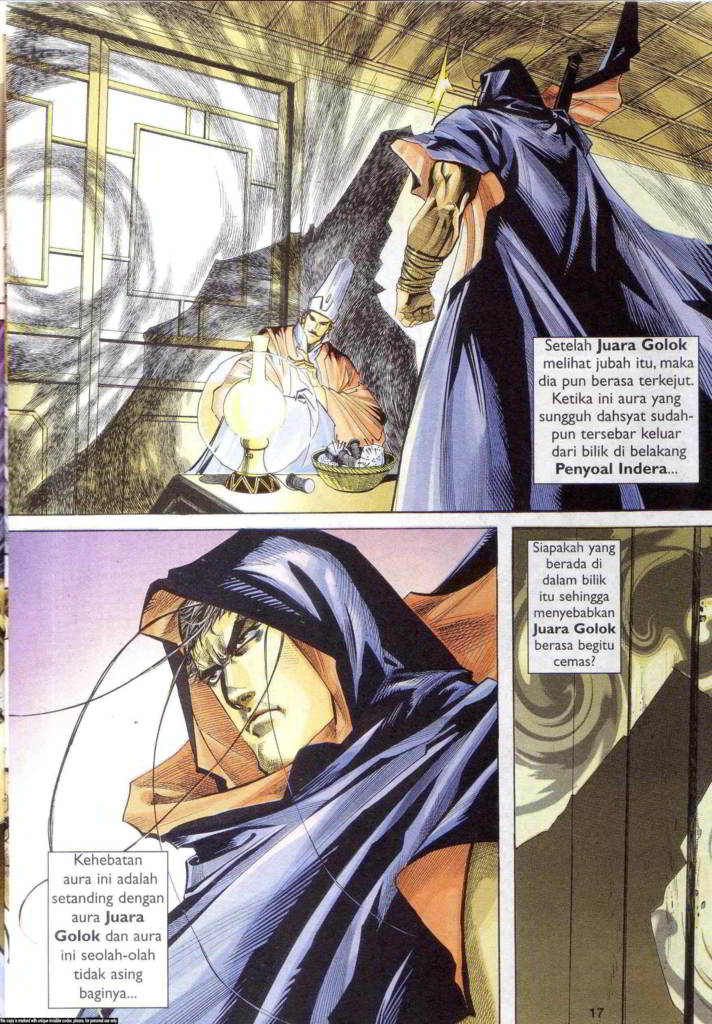 Setelah Juara Golok
melihat jubah itu, maka
dia pun berasa terkejut.
Ketika ini aura yang
sungguh dahsyat sudah-
pun tersebar keluar
dari bilik di belakang
Penyoal Indera...
Kehebatan
aura ini adalah
setanding dengan
aura Juara
Golok dan aura
ini seolah-olah
tidak asing
baginya...
Siapakah yang
berada di
dalam bilik
itu sehingga
menyebabkan
Juara Golok
berasa begitu
cemas?
17